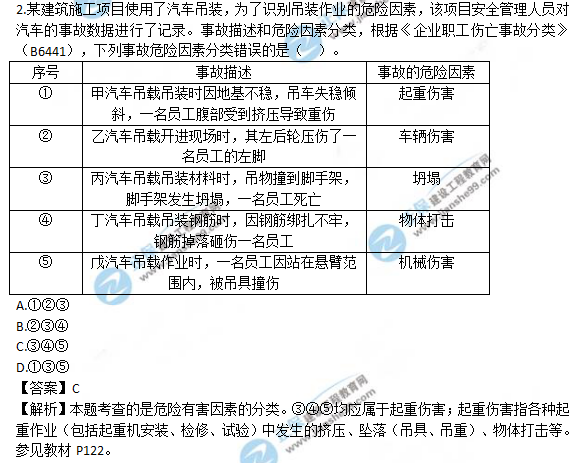 2.某建筑施工项目使用了汽车吊装，为了识别吊装作业的危险因素，该项目安全管理人员对
汽车的事故数据进行了记录。事故描述和危险因素分类，根据《企业职工伤亡事故分类》
（B6441），下列事故危险因素分类错误的是（ ）。
序号 事故描述 事故的危险因素
① 甲汽车吊载吊装时因地基不稳，吊车失稳倾斜，一名员工腹部受到挤压导致重伤 起重伤害
② 乙汽车吊载开进现场时，其左后轮压伤了一名员工的左脚 车辆伤害
③ 丙汽车吊载吊装材料时，吊物撞到脚手架，脚手架发生坍塌，一名员工死亡 坍塌
④ 丁汽车吊载吊装钢筋时，因钢筋绑扎不牢，钢筋掉落砸伤一名员工 物体打击
⑤ 戊汽车吊载作业时，一名员工因站在悬臂范围内，被吊具撞伤 机械伤害
A.①②③
B.②③④
C.③④⑤
D.①③⑤
【答案】C
【解析】本题考查的是危险有害因素的分类。③④⑤均应属于起重伤害；起重伤害指各种起
重作业（包括起重机安装、检修、试验）中发生的挤压、坠落（吊具、吊重）、物体打击等。
参见教材 P122。
建设工程教育网
www.jianshe99.com